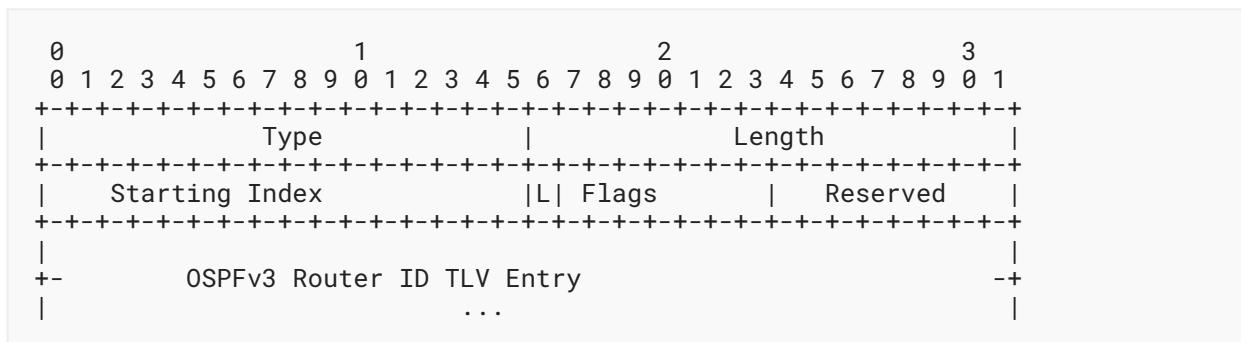 0                   1                   2                   3
 0 1 2 3 4 5 6 7 8 9 0 1 2 3 4 5 6 7 8 9 0 1 2 3 4 5 6 7 8 9 0 1
+-+-+-+-+-+-+-+-+-+-+-+-+-+-+-+-+-+-+-+-+-+-+-+-+-+-+-+-+-+-+-+-+
|              Type             |             Length            |
+-+-+-+-+-+-+-+-+-+-+-+-+-+-+-+-+-+-+-+-+-+-+-+-+-+-+-+-+-+-+-+-+
|    Starting Index             |L| Flags       |   Reserved    |
+-+-+-+-+-+-+-+-+-+-+-+-+-+-+-+-+-+-+-+-+-+-+-+-+-+-+-+-+-+-+-+-+
|                                                               |
+-        OSPFv3 Router ID TLV Entry                           -+
|                           ...                                 |